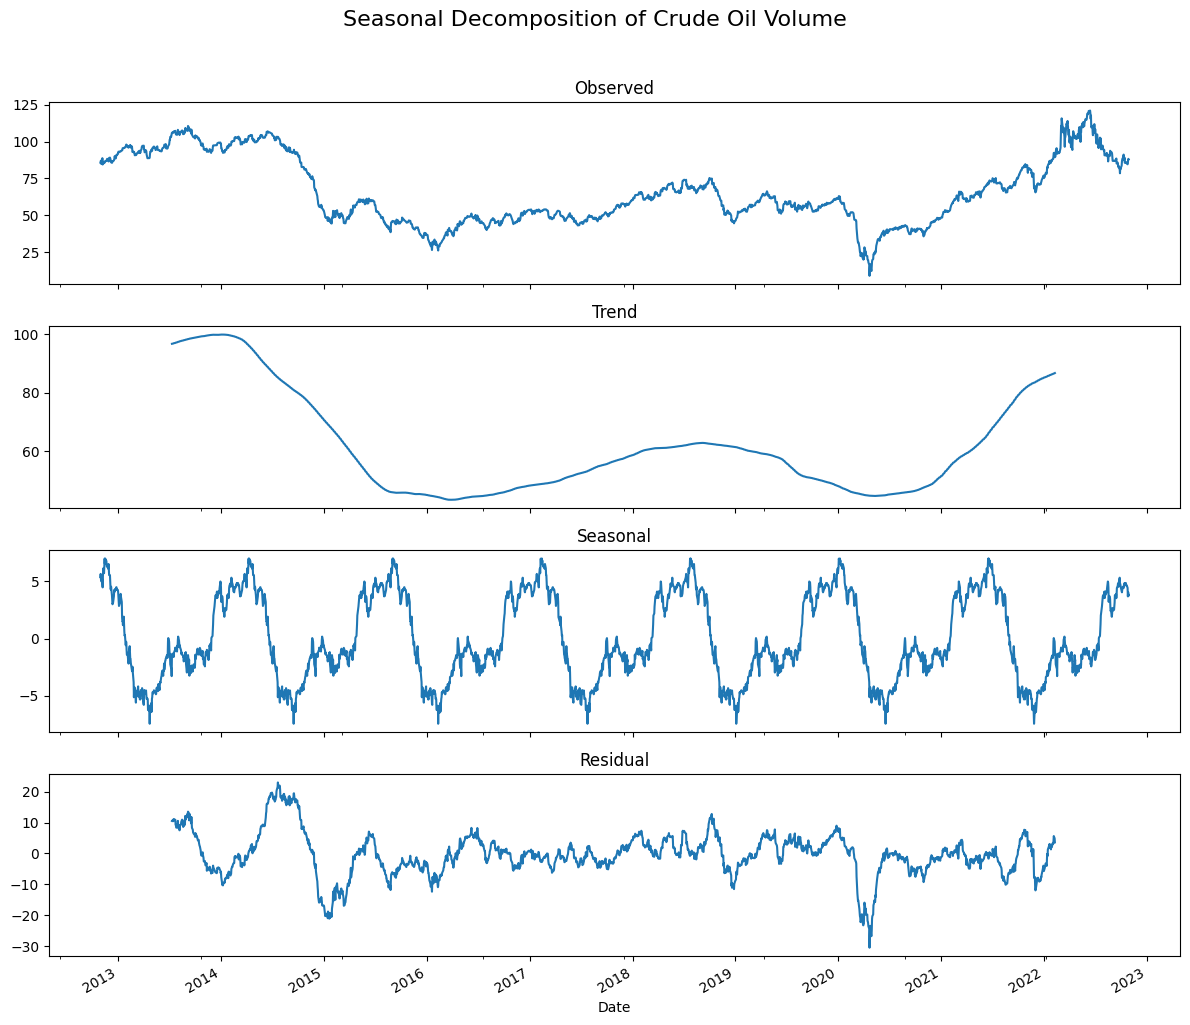 Seasonal Decomposition of Crude Oil Volume
Observed
125
100
75
50
25
Trend
100
80
60
Seasonal
5
0
−5
Residual
20
10
0
−10
−20
−30
2013 2014 2015 2016 2017 2018 2019 2020 2021 2022 2023
Date